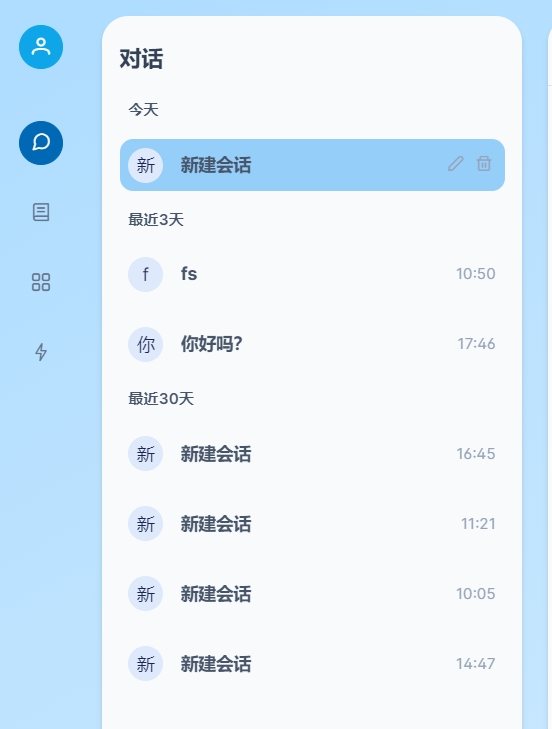 对话
今天
新 新建会话
最近3天
f fs 10:50
你 你好吗? 17:46
最近30天
新 新建会话 16:45
新 新建会话 11:21
新 新建会话 10:05
新 新建会话 14:47